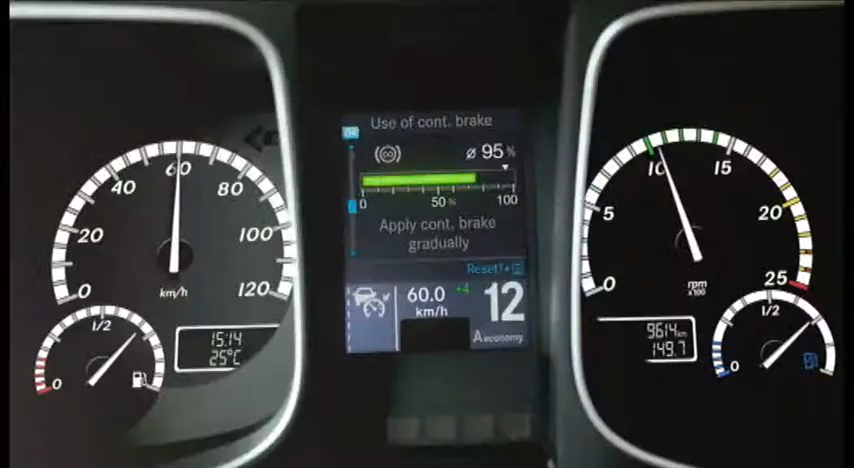 0
20
40
60
80
100
120
km/h
0
1/2
15:14
25°C
OK
Use of cont. brake
ø 95 %
0
50 %
100
Apply cont. brake
gradually
Reset!
60.0 +4
km/h
12
A economy
0
5
10
15
20
25
rpm
x100
9614 km
149.7
0
1/2